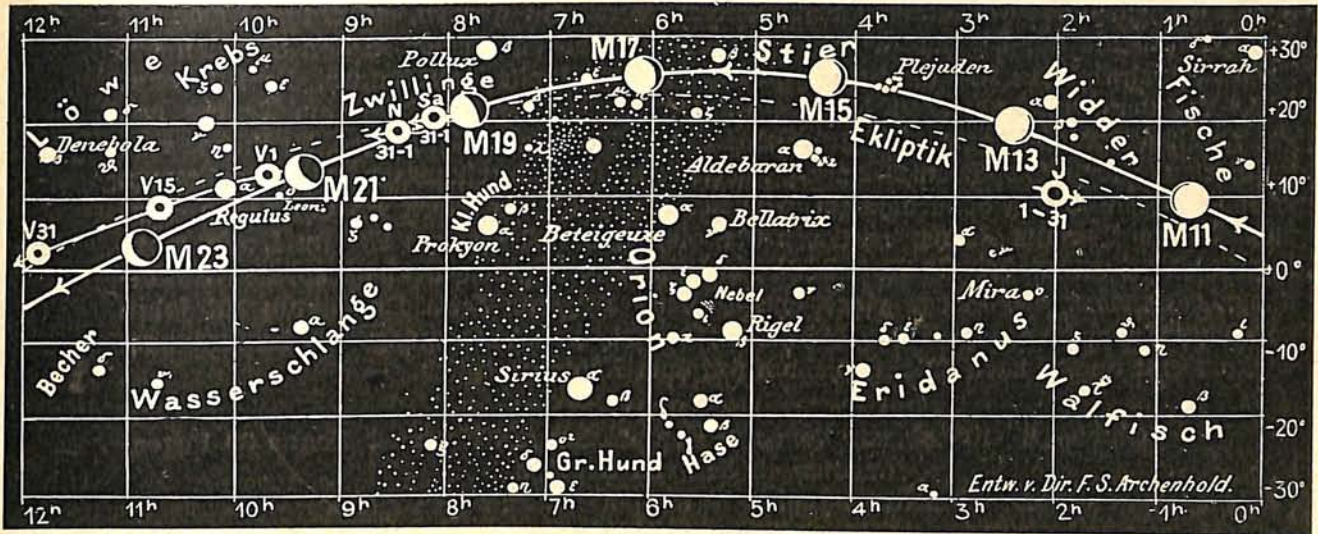 12ʰ 11ʰ 10ʰ 9ʰ 8ʰ 7ʰ 6ʰ 5ʰ 4ʰ 3ʰ 2ʰ 1ʰ 0ʰ
+30°
+20°
+10°
0°
-10°
-20°
-30°
Löwe
Krebs
Pollux β
Zwillinge
M17
Stier
Plejaden
Widder
Fische
Sirrah α
Denebola β
N
31-1
Sa
31-1
M19
M15
Ekliptik
M13
Aldebaran α
V1
M21
V15
Regulus α
ο Leon.
V31
M23
Kl. Hund
Prokyon α
β
Beteigeuze α
Bellatrix
J
1-31
M11
Orion
Nebel
Rigel β
Mira ο
Becher
Wasserschlange
α
Sirius α
β
Eridanus
Walfisch
Gr. Hund
Hase
α
β
Entw. v. Dir. F. S. Archenhold.
12ʰ 11ʰ 10ʰ 9ʰ 8ʰ 7ʰ 6ʰ 5ʰ 4ʰ 3ʰ 2ʰ 1ʰ 0ʰ